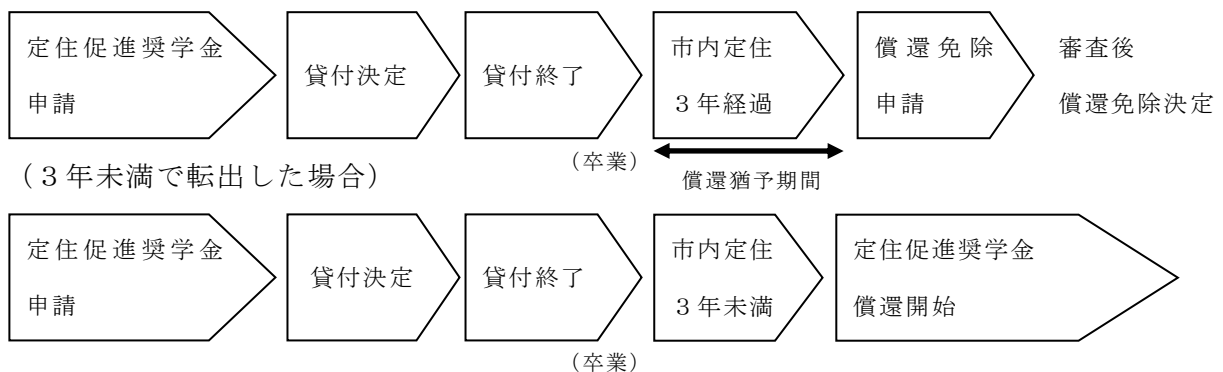 定住促進奨学金
申請
貸付決定
貸付終了
市内定住
３年経過
償還免除
申請
審査後
償還免除決定
（卒業）
償還猶予期間
（３年未満で転出した場合）
定住促進奨学金
申請
貸付決定
貸付終了
市内定住
３年未満
定住促進奨学金
償還開始
（卒業）